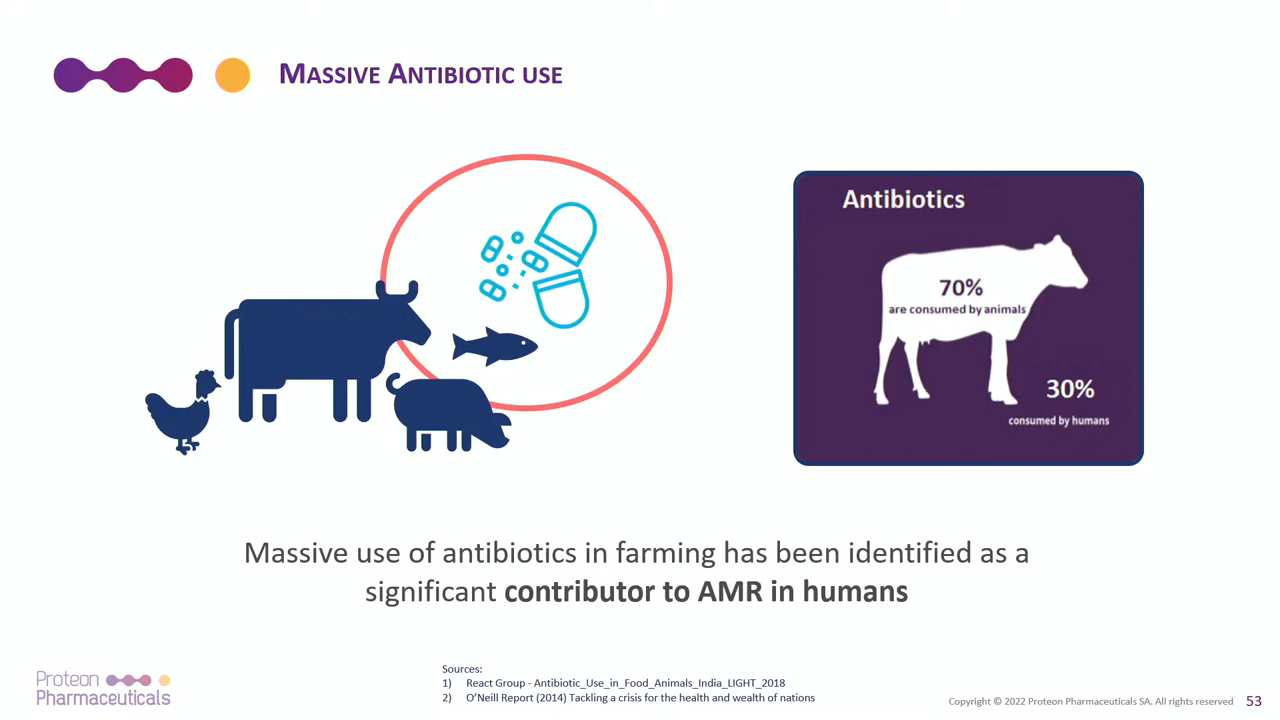 MASSIVE ANTIBIOTIC USE
Antibiotics
70%
are consumed by animals
30%
consumed by humans
Massive use of antibiotics in farming has been identified as a
significant contributor to AMR in humans
Proteon
Pharmaceuticals
Sources:
1) React Group - Antibiotic_Use_in_Food_Animals_India_LIGHT_2018
2) O’Neill Report (2014) Tackling a crisis for the health and wealth of nations
Copyright © 2022 Proteon Pharmaceuticals SA. All rights reserved 53